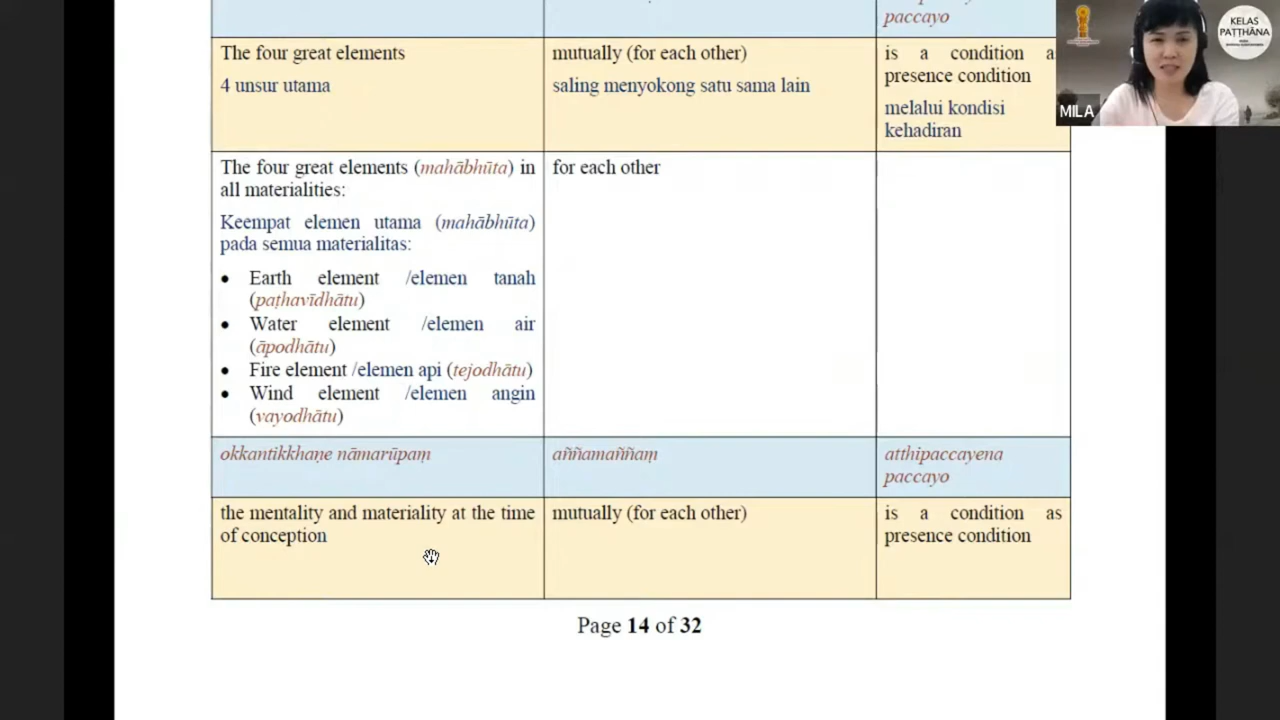 paccayo
The four great elements
4 unsur utama
mutually (for each other)
saling menyokong satu sama lain
is a condition
presence condition
melalui kondisi
kehadiran
The four great elements (mahābhūta) in
all materialities:
Keempat elemen utama (mahābhūta)
pada semua materialitas:
• Earth element /elemen tanah
(paṭhavīdhātu)
• Water element /elemen air
(āpodhātu)
• Fire element /elemen api (tejodhātu)
• Wind element /elemen angin
(vayodhātu)
for each other
okkantikkhaṇe nāmarūpaṃ
aññamaññaṃ
atthipaccayena
paccayo
the mentality and materiality at the time
of conception
mutually (for each other)
is a condition as
presence condition
Page 14 of 32
MILA
KELAS
PAṬṬHĀNA